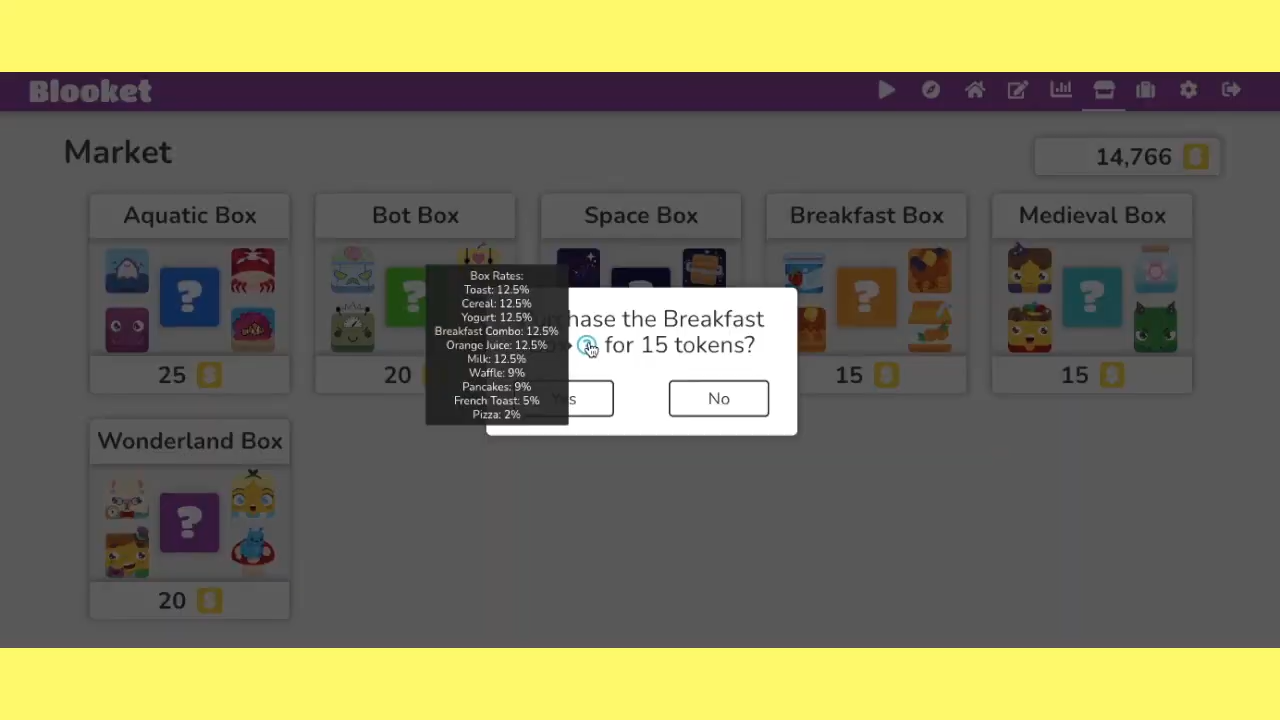 Blooket
Market
14,766
Aquatic Box
Bot Box
Space Box
Breakfast Box
Medieval Box
?
?
?
?
?
Box Rates:
Toast: 12.5%
Cereal: 12.5%
Yogurt: 12.5%
Breakfast Combo: 12.5%
Orange Juice: 12.5%
Milk: 12.5%
Waffle: 9%
Pancakes: 9%
French Toast: 5%
Pizza: 2%
the Breakfast
for 15 tokens?
Yes
No
25
20
15
15
Wonderland Box
?
20